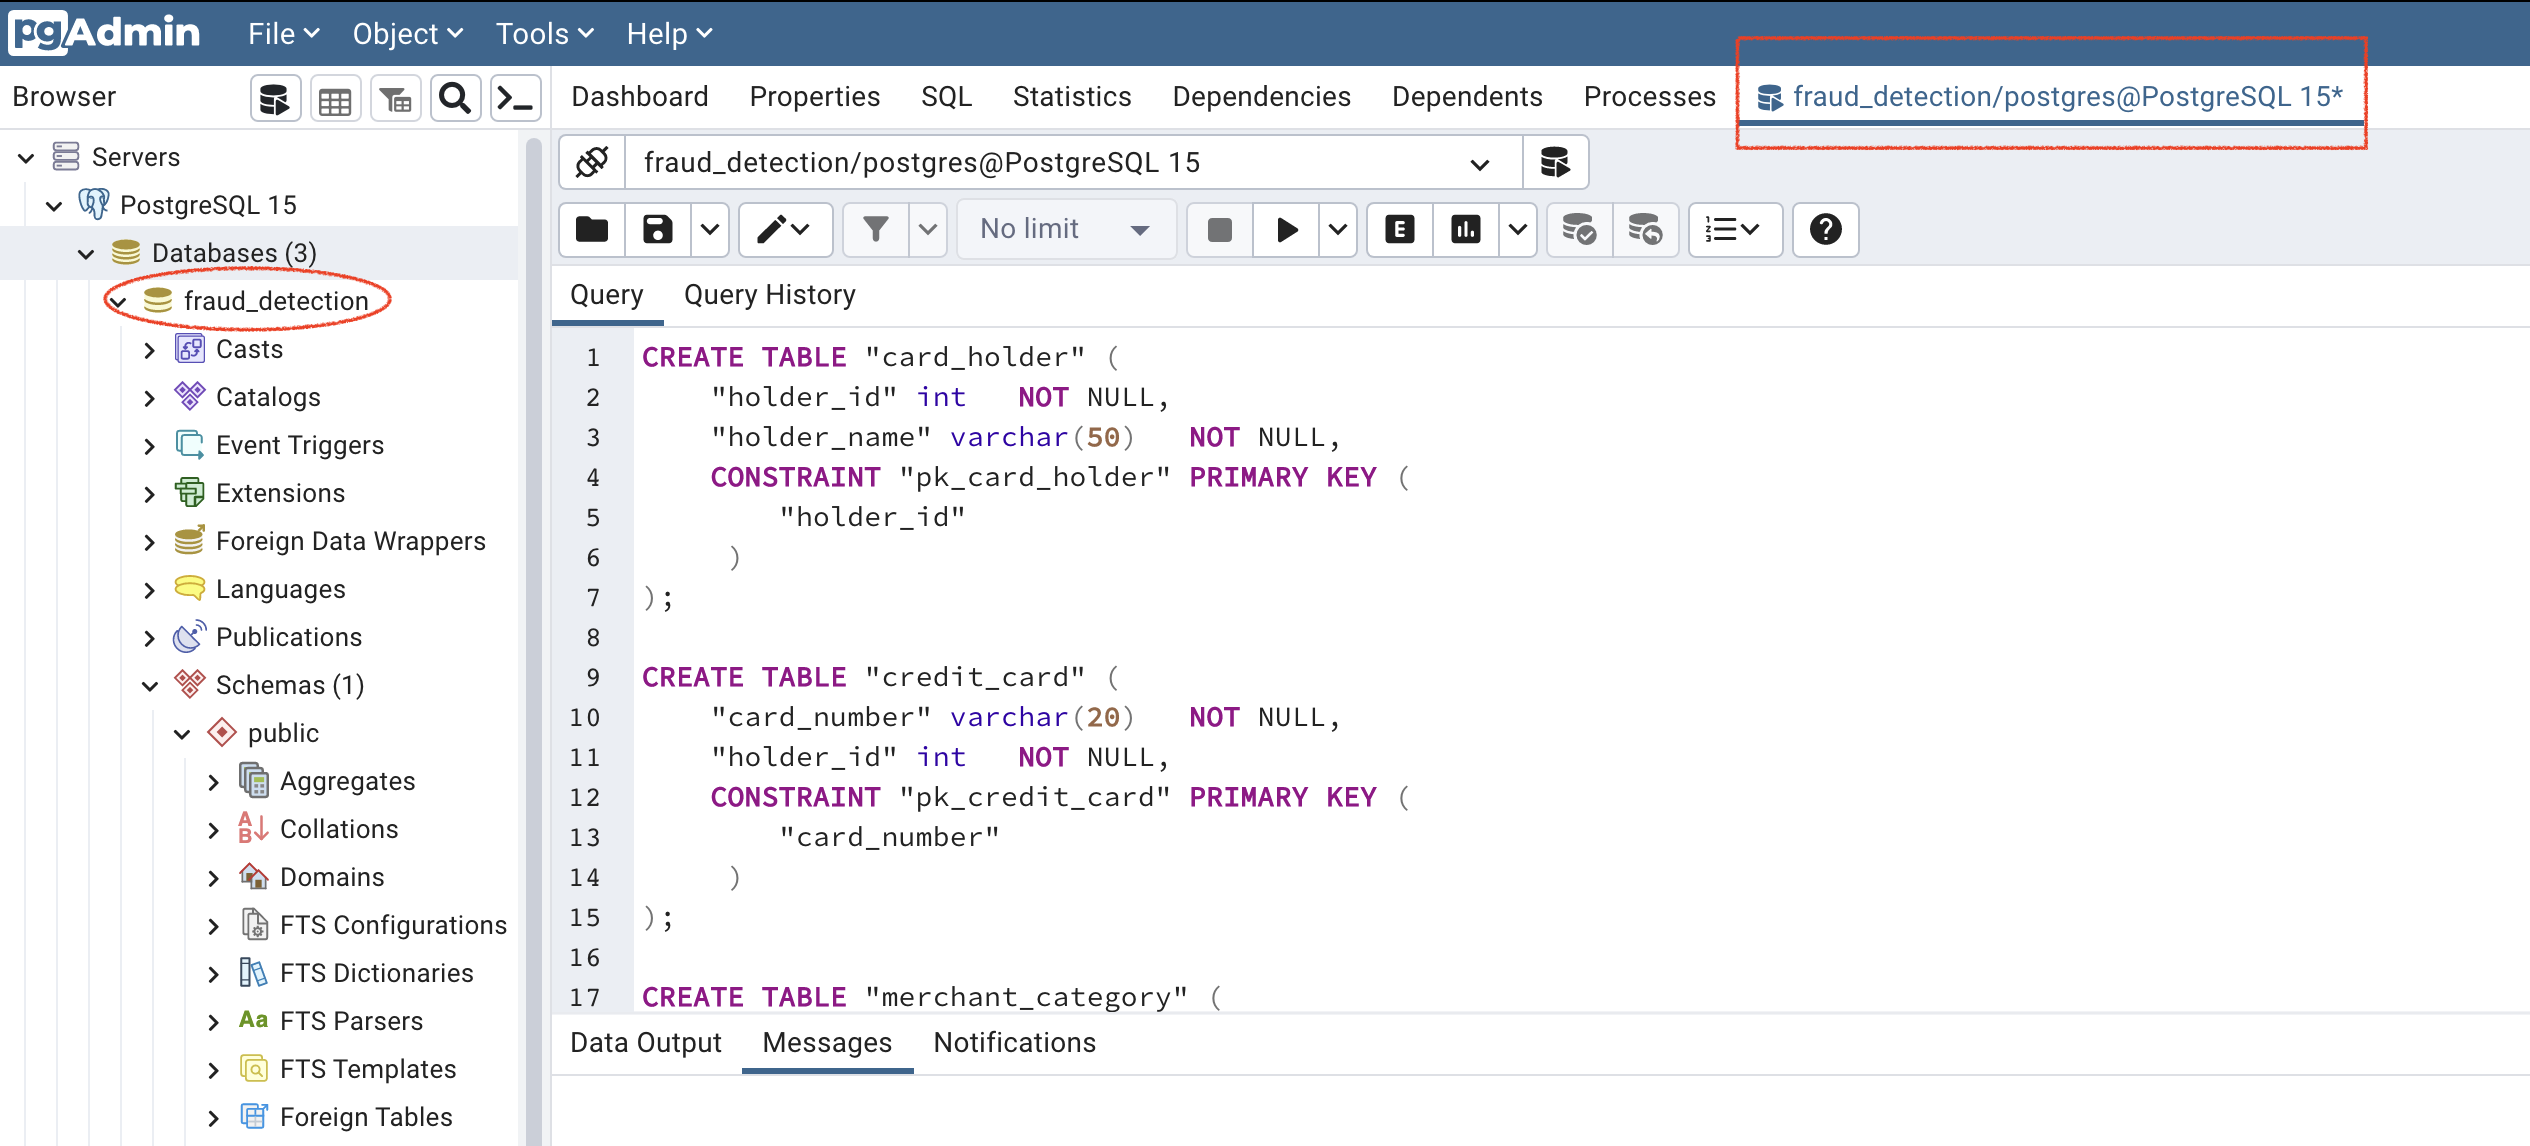 pgAdmin File Object Tools Help
Browser
Dashboard Properties SQL Statistics Dependencies Dependents Processes fraud_detection/postgres@PostgreSQL 15*
Servers
PostgreSQL 15
Databases (3)
fraud_detection
Casts
Catalogs
Event Triggers
Extensions
Foreign Data Wrappers
Languages
Publications
Schemas (1)
public
Aggregates
Collations
Domains
FTS Configurations
FTS Dictionaries
Aa FTS Parsers
FTS Templates
Foreign Tables
fraud_detection/postgres@PostgreSQL 15
No limit E
Query Query History
1 CREATE TABLE "card_holder" (
2 "holder_id" int NOT NULL,
3 "holder_name" varchar(50) NOT NULL,
4 CONSTRAINT "pk_card_holder" PRIMARY KEY (
5 "holder_id"
6 )
7 );
8
9 CREATE TABLE "credit_card" (
10 "card_number" varchar(20) NOT NULL,
11 "holder_id" int NOT NULL,
12 CONSTRAINT "pk_credit_card" PRIMARY KEY (
13 "card_number"
14 )
15 );
16
17 CREATE TABLE "merchant_category" (
Data Output Messages Notifications